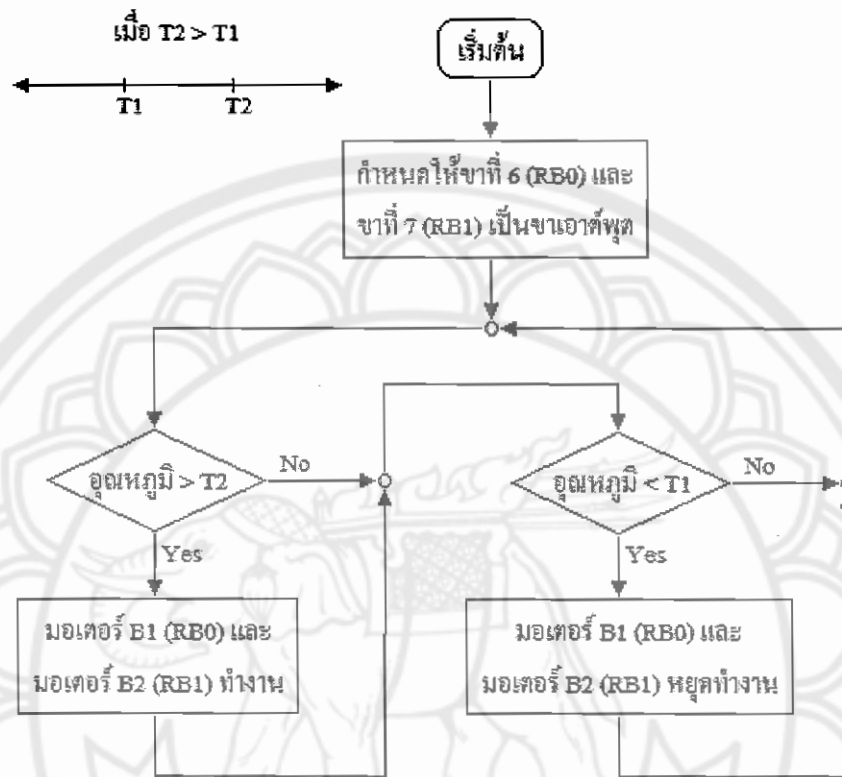 เมื่อ T2 > T1
T1
T2
เริ่มต้น
กำหนดให้ขาที่ 6 (RB0) และ
ขาที่ 7 (RB1) เป็นขาเอาต์พุต
อุณหภูมิ > T2
No
Yes
มอเตอร์ B1 (RB0) และ
มอเตอร์ B2 (RB1) ทำงาน
อุณหภูมิ < T1
No
Yes
มอเตอร์ B1 (RB0) และ
มอเตอร์ B2 (RB1) หยุดทำงาน